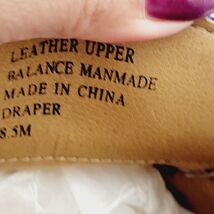 LEATHER UPPER
BALANCE MANMADE
MADE IN CHINA
DRAPER
8.5M